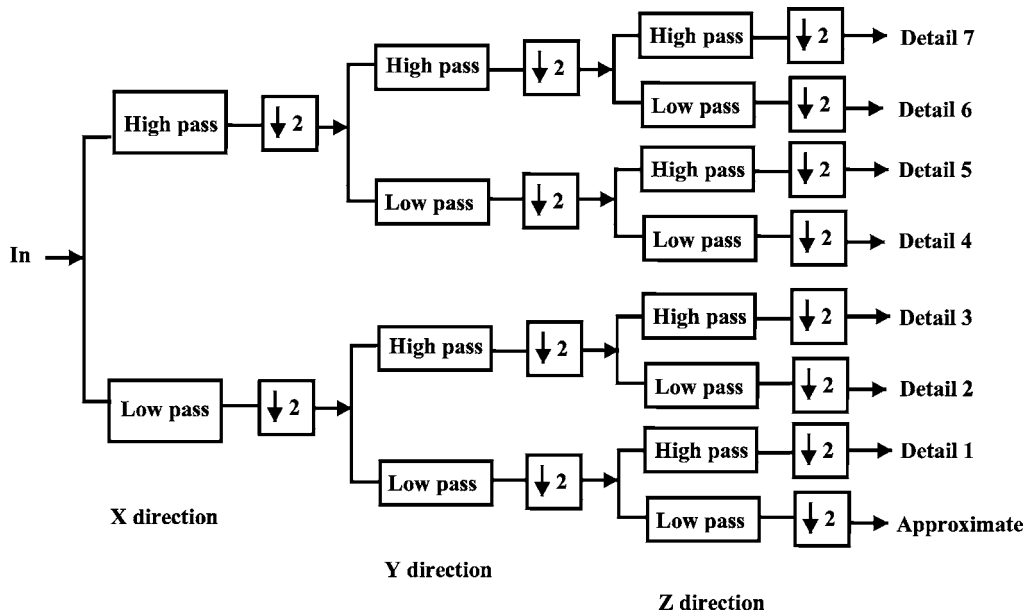 High pass
↓ 2
Detail 7
High pass
↓ 2
Low pass
↓ 2
Detail 6
High pass
↓ 2
High pass
↓ 2
Detail 5
Low pass
↓ 2
Low pass
↓ 2
Detail 4
In
High pass
↓ 2
Detail 3
High pass
↓ 2
Low pass
↓ 2
Detail 2
Low pass
↓ 2
High pass
↓ 2
Detail 1
Low pass
↓ 2
Low pass
↓ 2
Approximate
X direction
Y direction
Z direction